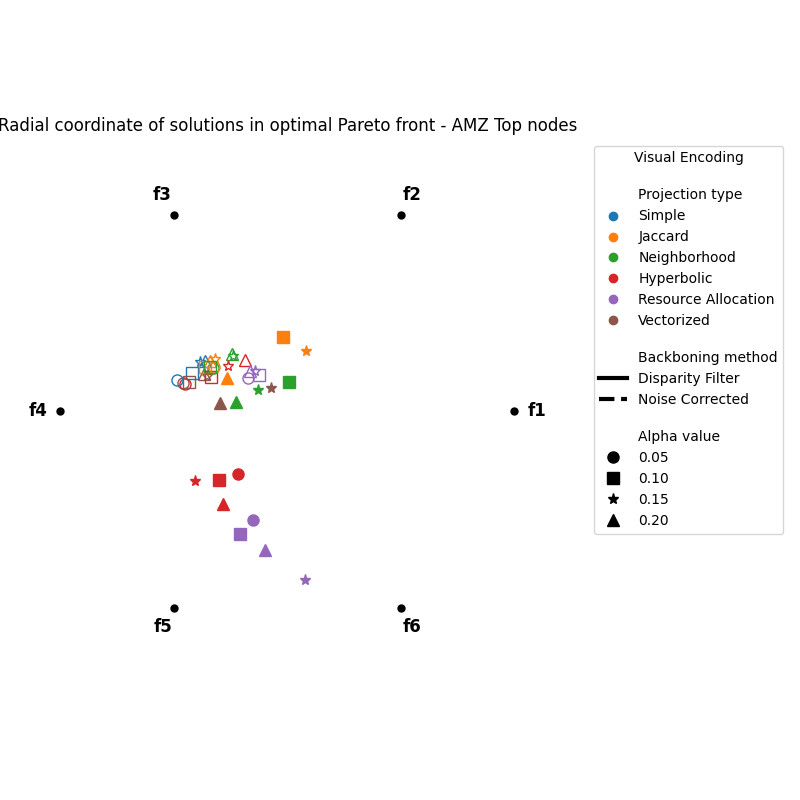 Radial coordinate of solutions in optimal Pareto front - AMZ Top nodes
Visual Encoding
Projection type
Simple
Jaccard
Neighborhood
Hyperbolic
Resource Allocation
Vectorized
Backboning method
Disparity Filter
Noise Corrected
Alpha value
0.05
0.10
0.15
0.20
f3
f2
f4
f1
f5
f6